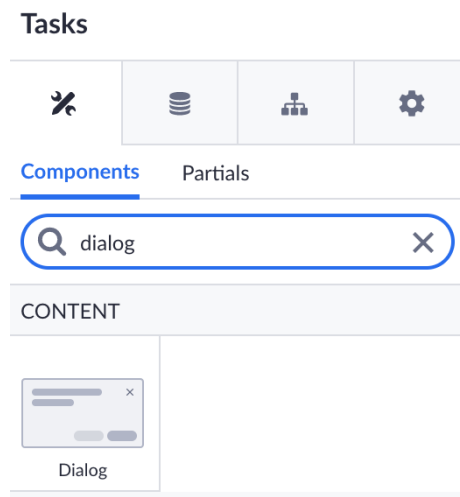 Tasks
Components Partials
dialog
CONTENT
Dialog